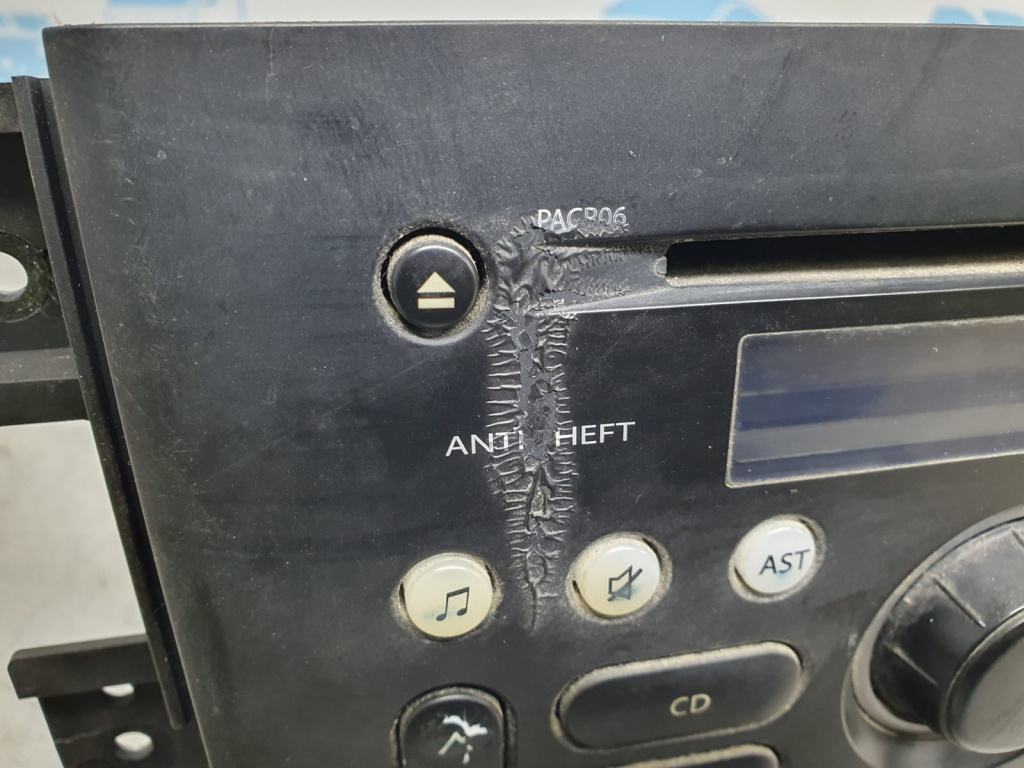 PACR06
ANTI HEFT
AST
CD